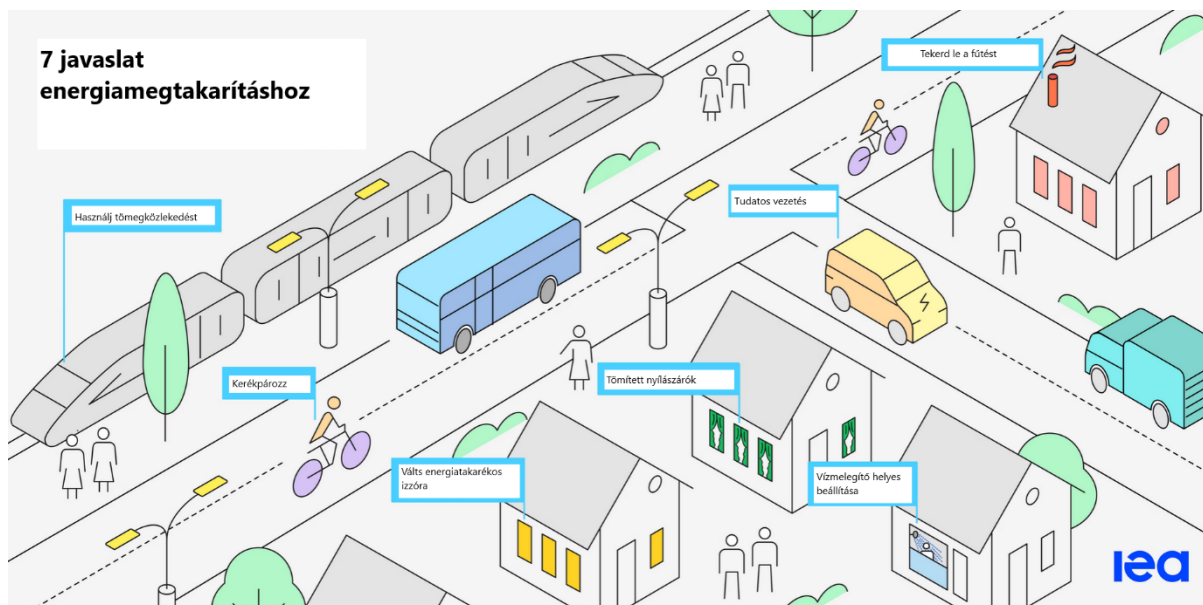 7 javaslat
energiamegtakarításhoz
Tekerd le a fűtést
Használj tömegközlekedést
Tudatos vezetés
Kerékpározz
Tömített nyílászárók
Válts energiatakarékos
izzóra
Vízmelegítő helyes
beállítása
iea